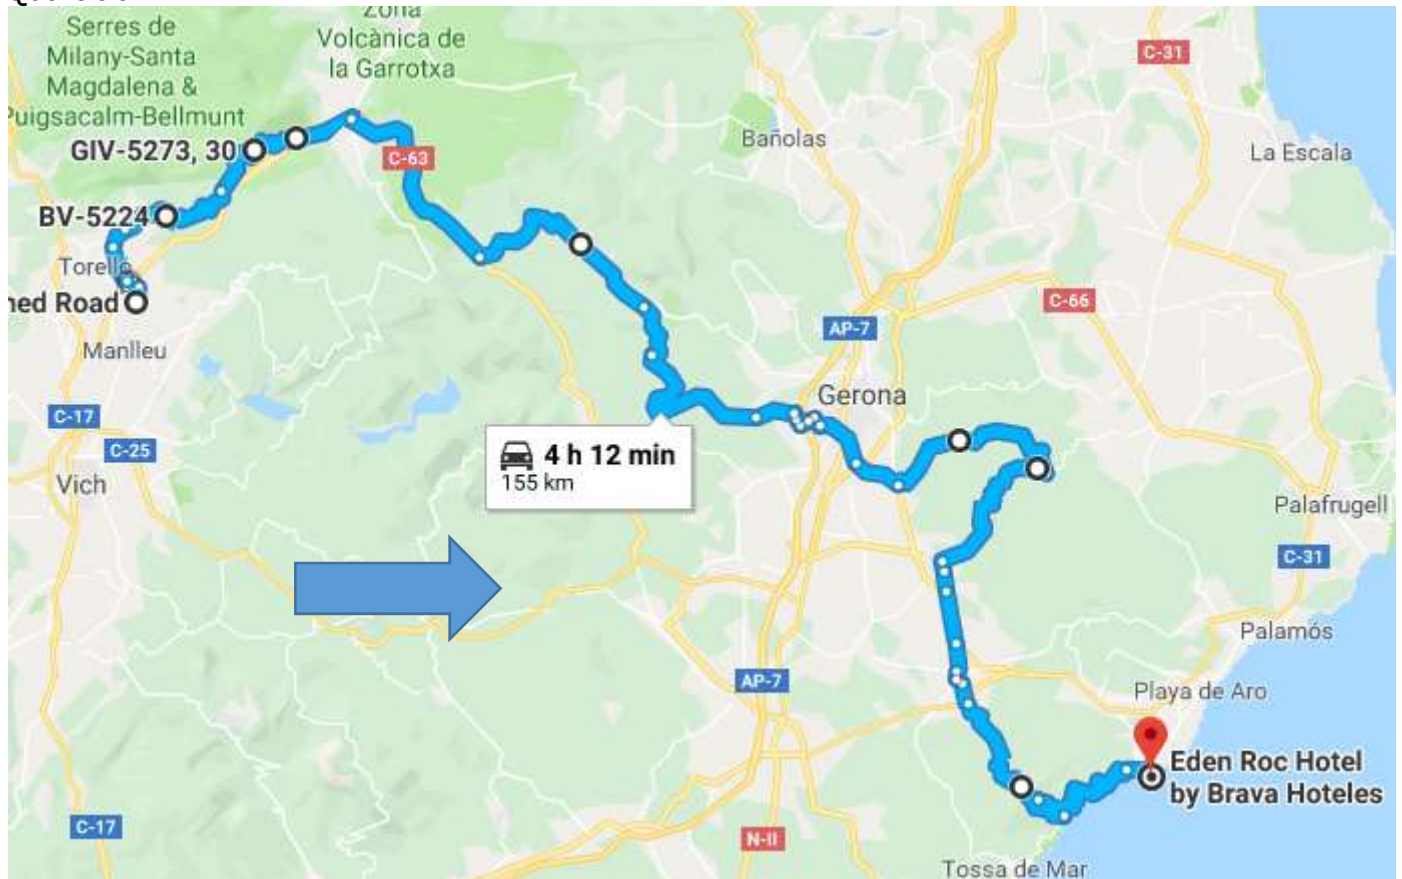 Zona
Volcànica de
la Garrotxa
Serres de
Milany-Santa
Magdalena &
Puigsacalm-Bellmunt
C-31
Bañolas
La Escala
GIV-5273, 30
C-63
BV-5224
Torelló
ned Road
Manlleu
C-66
AP-7
Gerona
C-17
C-25
Vich
4 h 12 min
155 km
Palafrugell
C-31
Palamós
AP-7
Playa de Aro
Eden Roc Hotel
by Brava Hoteles
C-17
N-II
Tossa de Mar